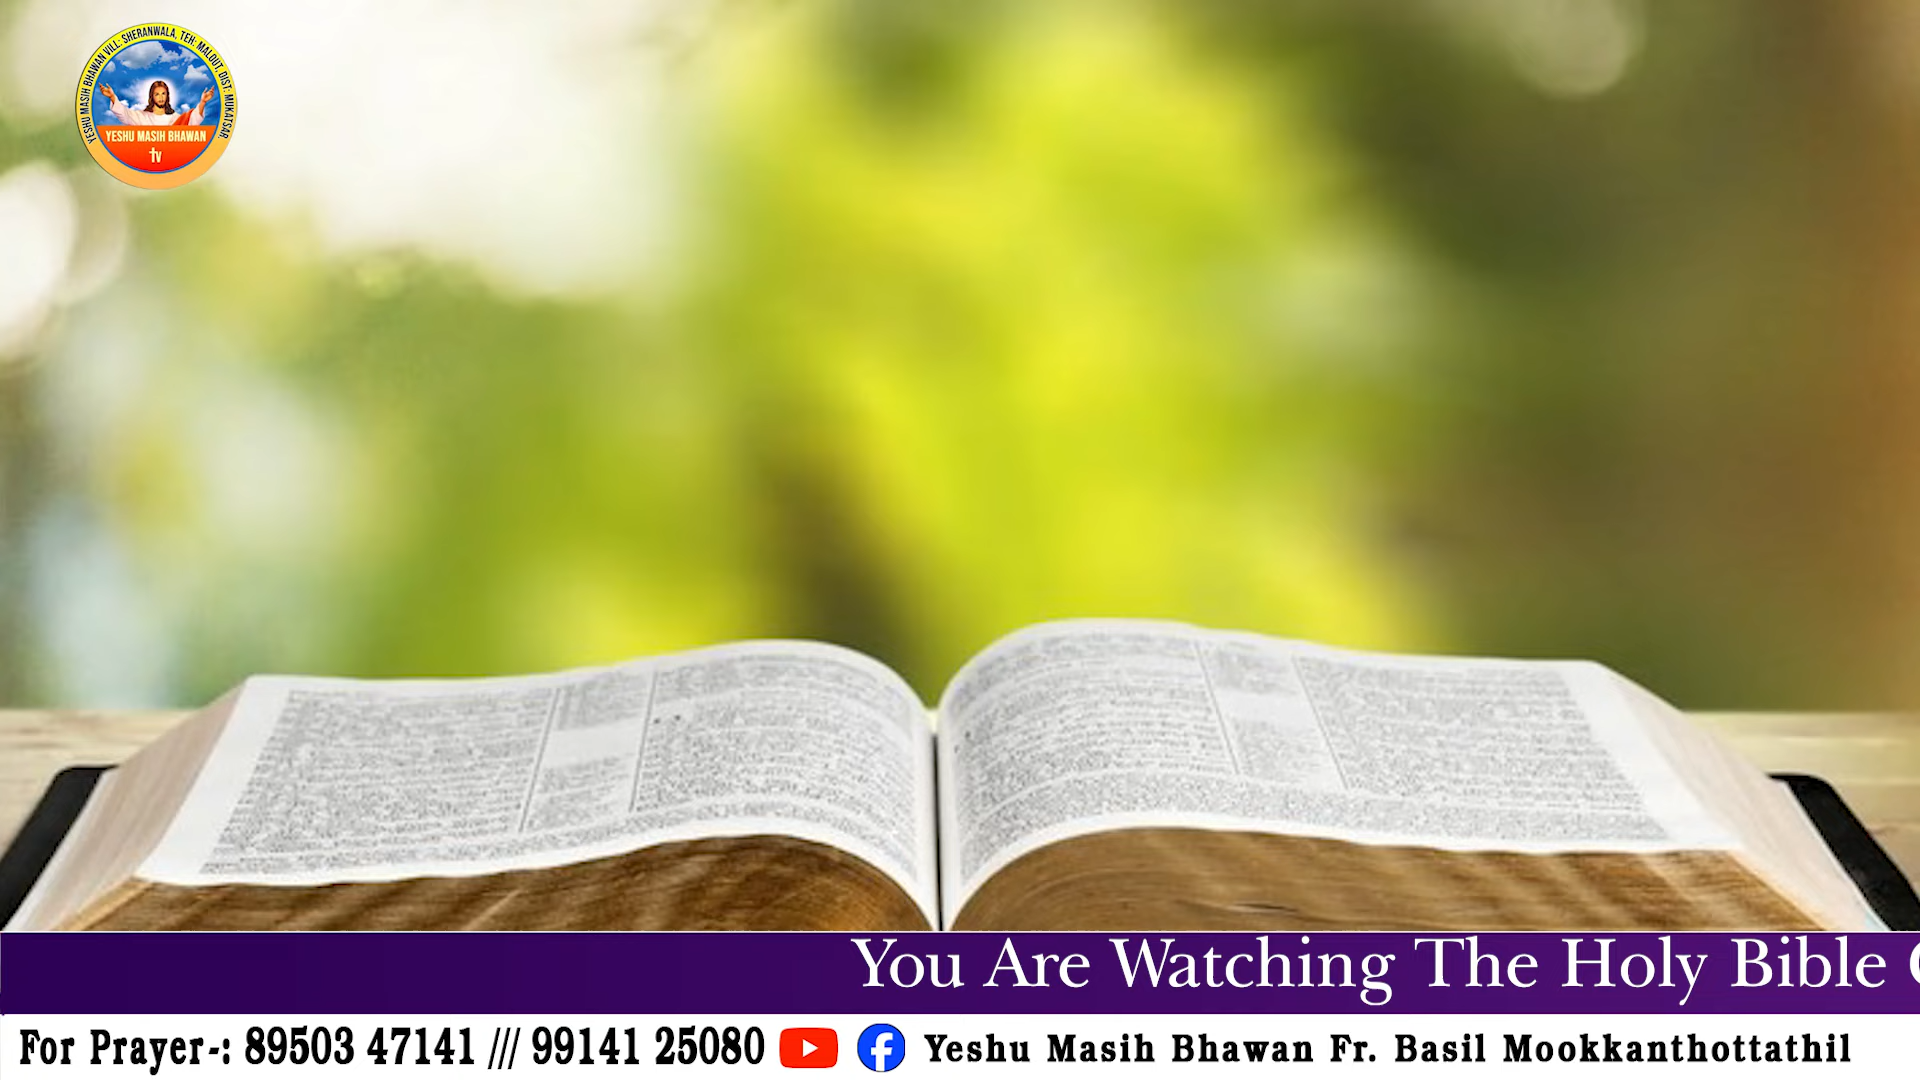 YESHU MASIH BHAWAN VILL: SHERANWALA, TEH: MALOUT, DIST: MUKATSAR,
YESHU MASIH BHAWAN
tv
You Are Watching The Holy Bible
For Prayer-: 89503 47141 /// 99141 25080 Yeshu Masih Bhawan Fr. Basil Mookkanthottathil